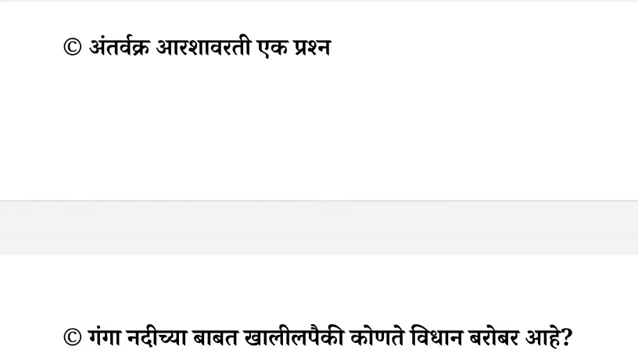 © अंतर्वक्र आरशावरती एक प्रश्न
© गंगा नदीच्या बाबत खालीलपैकी कोणते विधान बरोबर आहे?